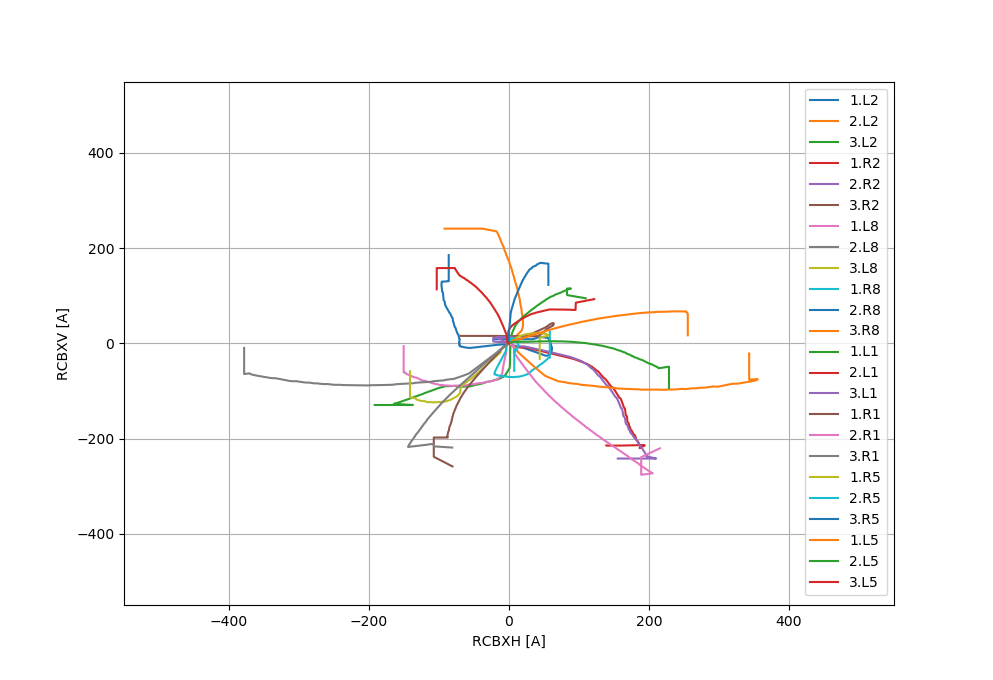 400
200
0
−200
−400
RCBXV [A]
−400
−200
0
200
400
RCBXH [A]
1.L2
2.L2
3.L2
1.R2
2.R2
3.R2
1.L8
2.L8
3.L8
1.R8
2.R8
3.R8
1.L1
2.L1
3.L1
1.R1
2.R1
3.R1
1.R5
2.R5
3.R5
1.L5
2.L5
3.L5